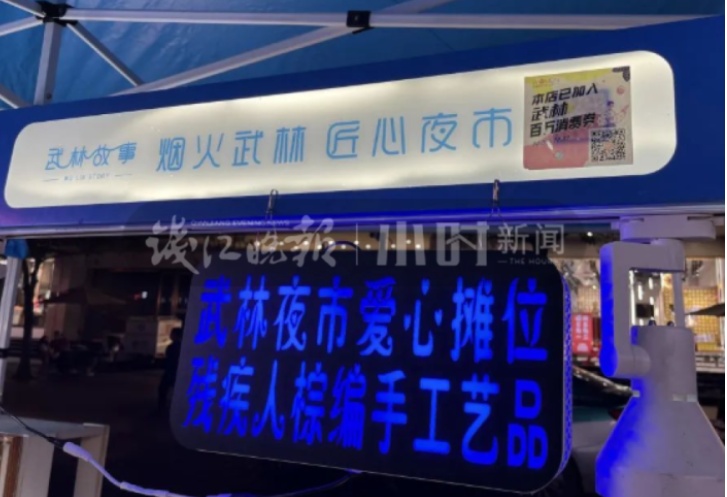 本店已加入
武林
百万消费券
武林故事 烟火武林 匠心夜市
WU LIN STORY
钱江晚报 小时新闻
武林夜市爱心摊位
残疾人棕编手工艺品